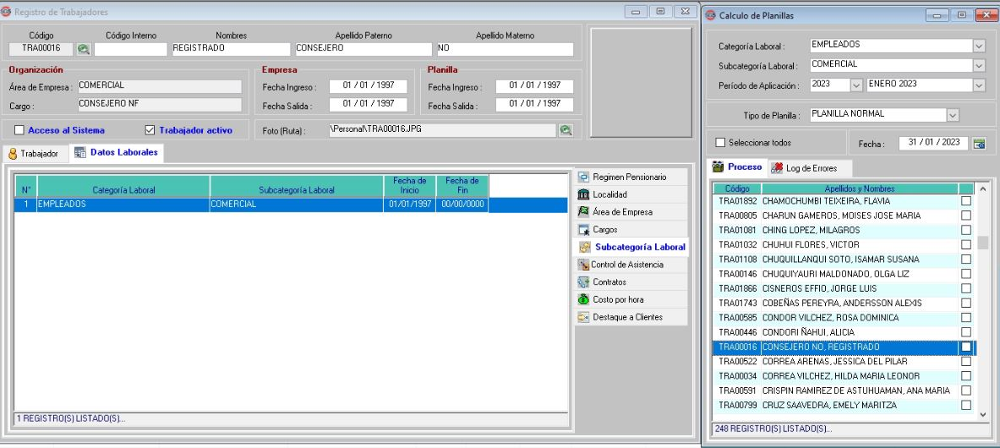 Registro de Trabajadores
Código Código Interno Nombres Apellido Paterno Apellido Materno
TRA00016 REGISTRADO CONSEJERO NO
Organización
Área de Empresa : COMERCIAL
Cargo : CONSEJERO NF
Empresa
Fecha Ingreso : 01 / 01 / 1997
Fecha Salida : 01 / 01 / 1997
Planilla
Fecha Ingreso : 01 / 01 / 1997
Fecha Salida : 01 / 01 / 1997
Acceso al Sistema Trabajador activo
Foto (Ruta) : \Personal\TRA00016.JPG
Trabajador Datos Laborales
N° Categoría Laboral Subcategoría Laboral Fecha de Inicio Fecha de Fin
1 EMPLEADOS COMERCIAL 01/01/1997 00/00/0000
1 REGISTRO(S) LISTADO(S)...
Regimen Pensionario
Localidad
Área de Empresa
Cargos
Subcategoría Laboral
Control de Asistencia
Contratos
Costo por hora
Destaque a Clientes
Calculo de Planillas
Categoría Laboral : EMPLEADOS
Subcategoría Laboral : COMERCIAL
Período de Aplicación : 2023 ENERO 2023
Tipo de Planilla : PLANILLA NORMAL
Seleccionar todos Fecha : 31 / 01 / 2023
Proceso Log de Errores
Código Apellidos y Nombres
TRA01892 CHAMOCHUMBI TEIXEIRA, FLAVIA
TRA00805 CHARUN GAMEROS, MOISES JOSE MARIA
TRA01081 CHING LOPEZ, MILAGROS
TRA01032 CHUHUI FLORES, VICTOR
TRA01108 CHUQUILLANQUI SOTO, ISAMAR SUSANA
TRA00146 CHUQUIYAURI MALDONADO, OLGA LIZ
TRA01866 CISNEROS EFFIO, JORGE LUIS
TRA01743 COBEÑAS PEREYRA, ANDERSSON ALEXIS
TRA00585 CONDOR VILCHEZ, ROSA DOMINICA
TRA00446 CONDORI ÑAHUI, ALICIA
TRA00016 CONSEJERO NO, REGISTRADO
TRA00522 CORREA ARENAS, JESSICA DEL PILAR
TRA00034 CORREA VILCHEZ, HILDA MARIA LEONOR
TRA00591 CRISPIN RAMIREZ DE ASTUHUAMAN, ANA MARIA
TRA00799 CRUZ SAAVEDRA, EMELY MARITZA
248 REGISTRO(S) LISTADO(S)...